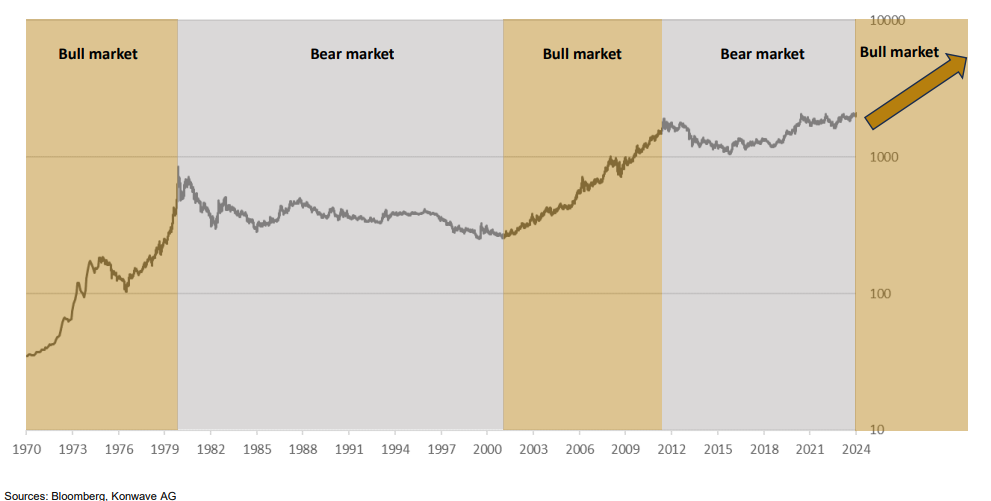 10000
Bull market
Bear market
Bull market
Bear market
Bull market
1000
100
10
1970 1973 1976 1979 1982 1985 1988 1991 1994 1997 2000 2003 2006 2009 2012 2015 2018 2021 2024
Sources: Bloomberg, Konwave AG